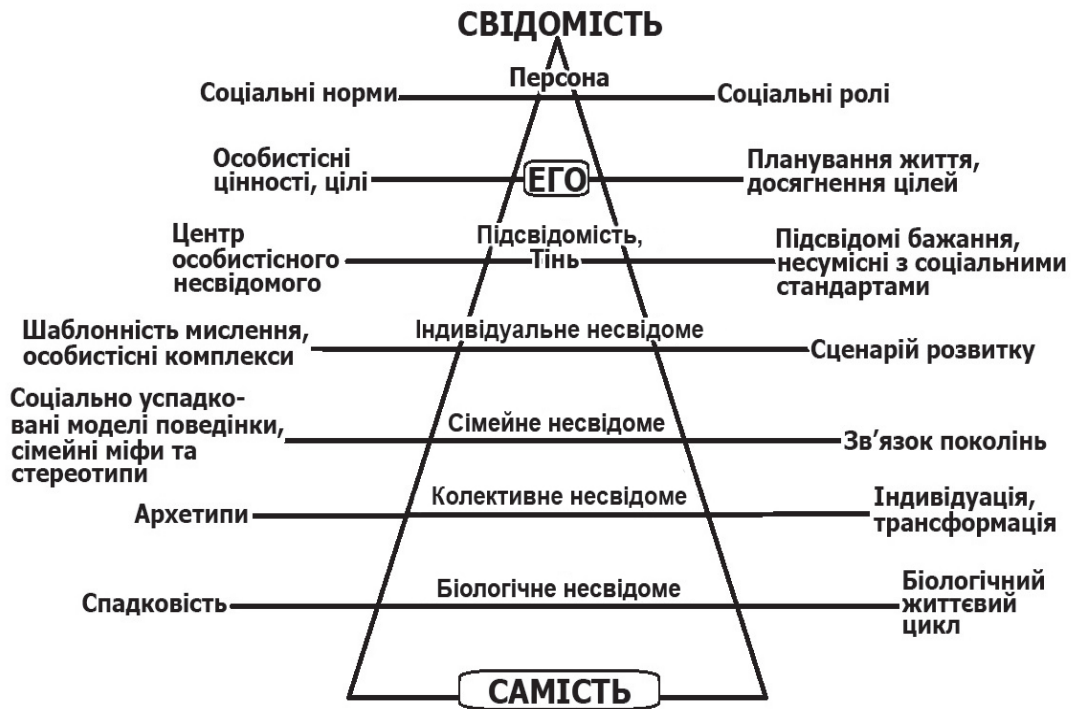 СВІДОМІСТЬ
Персона
Соціальні норми
Соціальні ролі
Особистісні
цінності, цілі
ЕГО
Планування життя,
досягнення цілей
Центр
особистісного
несвідомого
Підсвідомість,
Тінь
Підсвідомі бажання,
несумісні з соціальними
стандартами
Шаблонність мислення,
особистісні комплекси
Індивідуальне несвідоме
Сценарій розвитку
Соціально успадко-
вані моделі поведінки,
сімейні міфи та
стереотипи
Сімейне несвідоме
Зв’язок поколінь
Архетипи
Колективне несвідоме
Індивідуація,
трансформація
Спадковість
Біологічне несвідоме
Біологічний
життєвий
цикл
САМІСТЬ